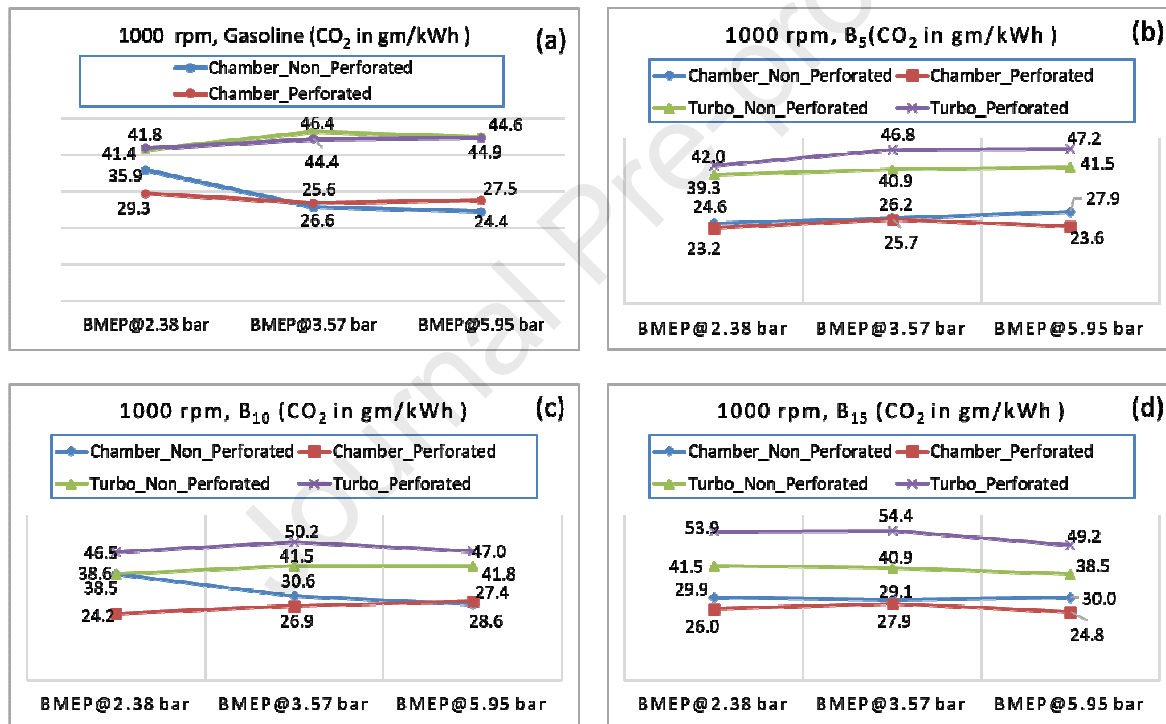 1000 rpm, Gasoline (CO2 in gm/kWh )
(a)
Chamber_Non_Perforated
Chamber_Perforated
41.8
46.4
44.6
41.4
44.4
44.9
35.9
25.6
27.5
29.3
26.6
24.4
BMEP@2.38 bar BMEP@3.57 bar BMEP@5.95 bar
1000 rpm, B5(CO2 in gm/kWh )
(b)
Chamber_Non_Perforated Chamber_Perforated
Turbo_Non_Perforated Turbo_Perforated
42.0
46.8
47.2
39.3
40.9
41.5
24.6
26.2
27.9
23.2
25.7
23.6
BMEP@2.38 bar BMEP@3.57 bar BMEP@5.95 bar
1000 rpm, B10 (CO2 in gm/kWh )
(c)
Chamber_Non_Perforated Chamber_Perforated
Turbo_Non_Perforated Turbo_Perforated
46.5
50.2
47.0
38.6
41.5
41.8
38.5
30.6
27.4
24.2
26.9
28.6
BMEP@2.38 bar BMEP@3.57 bar BMEP@5.95 bar
1000 rpm, B15 (CO2 in gm/kWh )
(d)
Chamber_Non_Perforated Chamber_Perforated
Turbo_Non_Perforated Turbo_Perforated
53.9
54.4
49.2
41.5
40.9
38.5
29.9
29.1
30.0
26.0
27.9
24.8
BMEP@2.38 bar BMEP@3.57 bar BMEP@5.95 bar
Journal Pre-pro